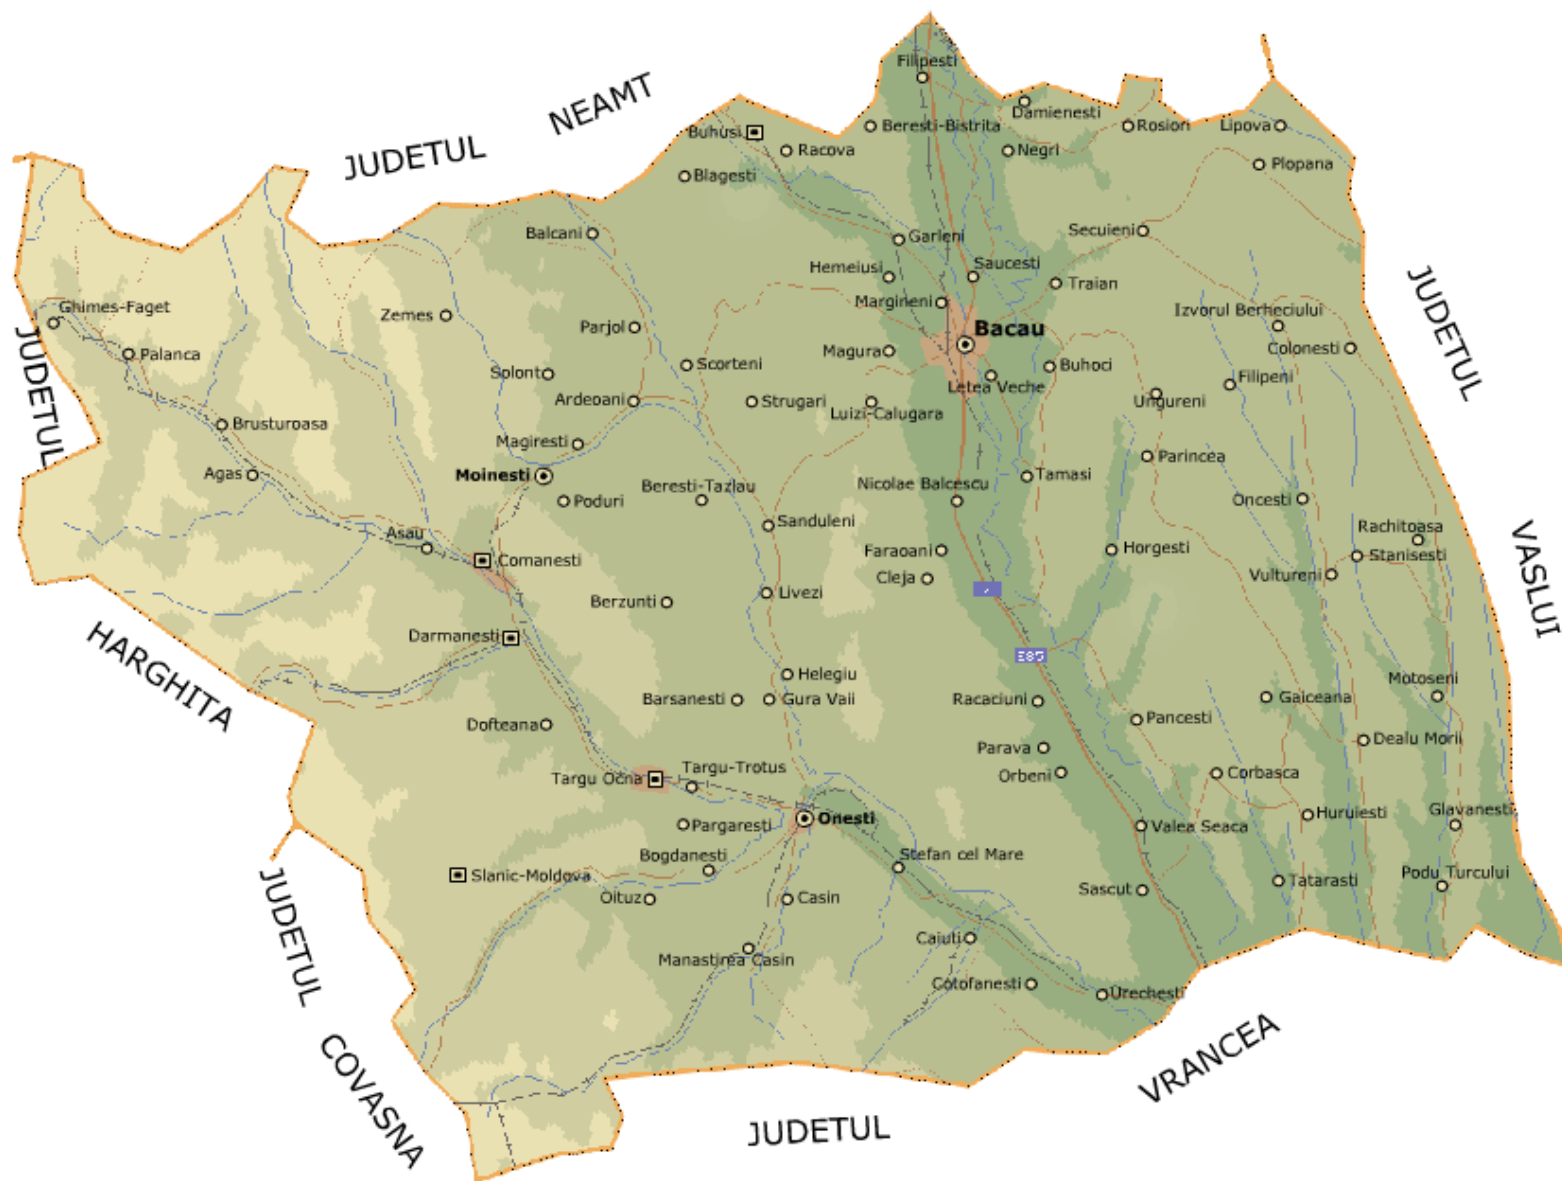 JUDETUL
NEAMT
Filipesti
Damienesti
Beresti-Bistrita
Rosiori
Lipova
Buhusi
Racova
Negri
Plopana
Blagesti
Balcani
Garleni
Secuieni
Hemeiusi
Saucesti
Traian
Margineni
Izvorul Berheciului
Ghimes-Faget
Zemes
Parjol
Bacau
Colonesti
Palanca
Magura
Scorteni
Buhoci
Solont
Letea Veche
Filipeni
Ardeoani
Strugari
Luizi-Calugara
Ungureni
Brusturoasa
Magiresti
Parincea
Agas
Moinesti
Poduri
Beresti-Tazlau
Nicolae Balcescu
Tamasi
Oncesti
Asau
Sanduleni
Rachitoasa
Comanesti
Faraoani
Horgesti
Stanisesti
Cleja
Vultureni
Berzunti
Livezi
Darmanesti
E85
Helegiu
Barsanesti
Gura Vaii
Racaciuni
Gaiceana
Motoseni
Dofteana
Pancesti
Dealu Morii
Parava
Targu Ocna
Targu-Trotus
Orbeni
Corbasca
Pargaresti
Onesti
Valea Seaca
Huruiesti
Glavanesti
Bogdanesti
Stefan cel Mare
Slanic-Moldova
Oituz
Casin
Sascut
Tatarasti
Podu Turcului
Caiuti
Manastirea Casin
Cotofanesti
Urechesti
JUDETUL
HARGHITA
JUDETUL
COVASNA
JUDETUL
VRANCEA
JUDETUL
VASLUI